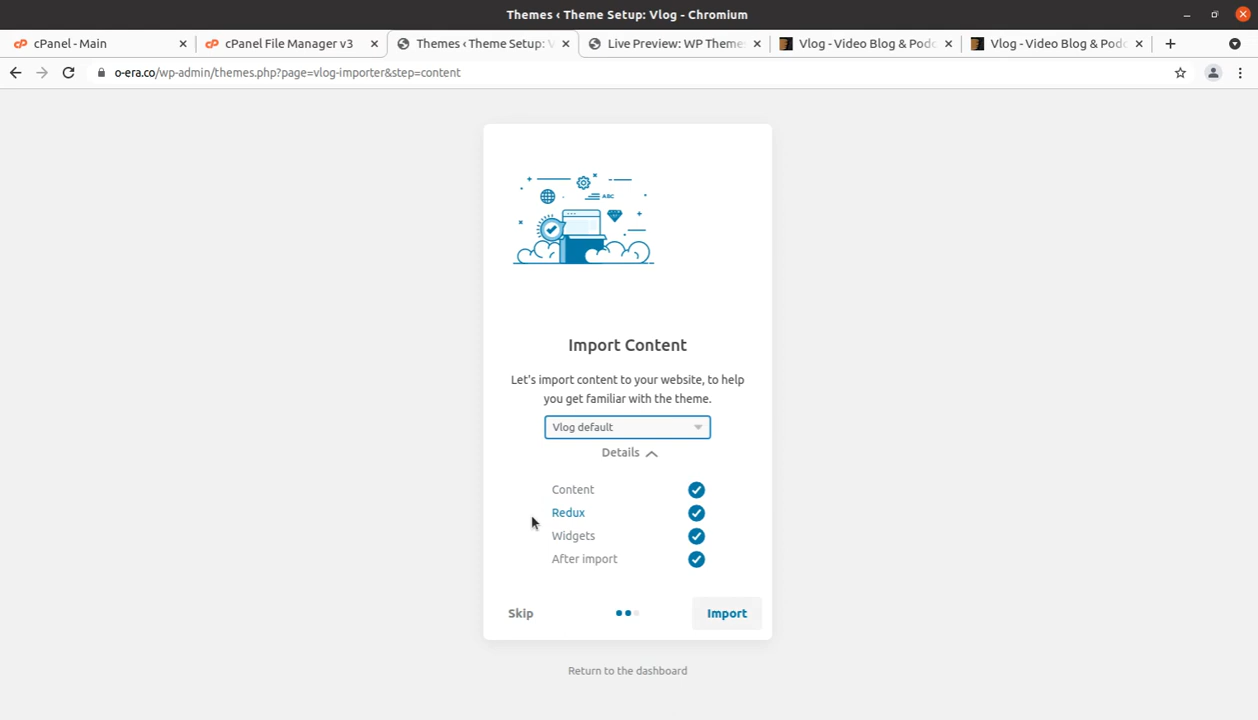 Themes ‹ Theme Setup: Vlog - Chromium
cPanel - Main
cPanel File Manager v3
Themes ‹ Theme Setup: V
Live Preview: WP Theme
Vlog - Video Blog & Podc
Vlog - Video Blog & Podc
o-era.co/wp-admin/themes.php?page=vlog-importer&step=content
ABC
Import Content
Let's import content to your website, to help
you get familiar with the theme.
Vlog default
Details
Content
Redux
Widgets
After import
Skip
Import
Return to the dashboard